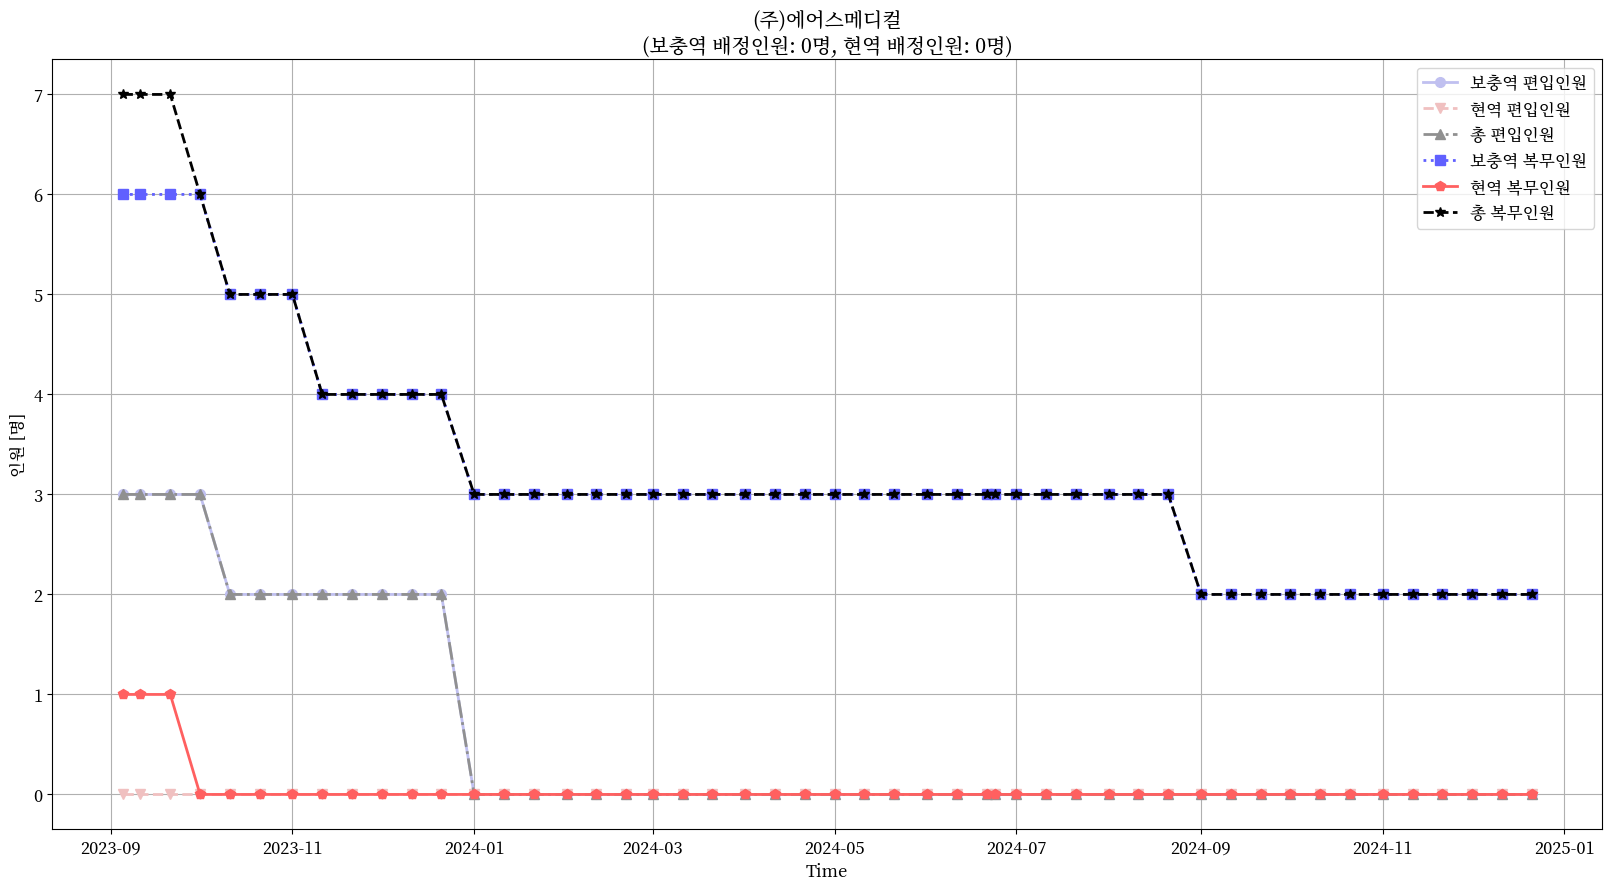 (주)에어스메디컬
(보충역 배정인원: 0명, 현역 배정인원: 0명)
보충역 편입인원
현역 편입인원
총 편입인원
보충역 복무인원
현역 복무인원
총 복무인원
인원 [명]
7
6
5
4
3
2
1
0
2023-09
2023-11
2024-01
2024-03
2024-05
2024-07
2024-09
2024-11
2025-01
Time